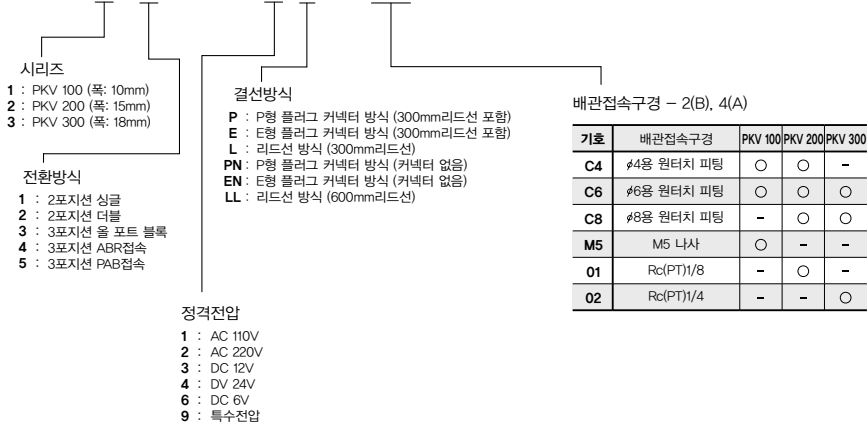 시리즈
1 : PKV 100 (폭: 10mm)
2 : PKV 200 (폭: 15mm)
3 : PKV 300 (폭: 18mm)
전환방식
1 : 2포지션 싱글
2 : 2포지션 더블
3 : 3포지션 올 포트 블록
4 : 3포지션 ABR접속
5 : 3포지션 PAB접속
정격전압
1 : AC 110V
2 : AC 220V
3 : DC 12V
4 : DV 24V
6 : DC 6V
9 : 특수전압
결선방식
P : P형 플러그 커넥터 방식 (300mm리드선 포함)
E : E형 플러그 커넥터 방식 (300mm리드선 포함)
L : 리드선 방식 (300mm리드선)
PN : P형 플러그 커넥터 방식 (커넥터 없음)
EN : E형 플러그 커넥터 방식 (커넥터 없음)
LL : 리드선 방식 (600mm리드선)
배관접속구경 - 2(B), 4(A)
기호 배관접속구경 PKV 100 PKV 200 PKV 300
C4 ø4용 원터치 피팅 ○ ○ -
C6 ø6용 원터치 피팅 ○ ○ ○
C8 ø8용 원터치 피팅 - ○ ○
M5 M5 나사 ○ - -
01 Rc(PT)1/8 - ○ -
02 Rc(PT)1/4 - - ○